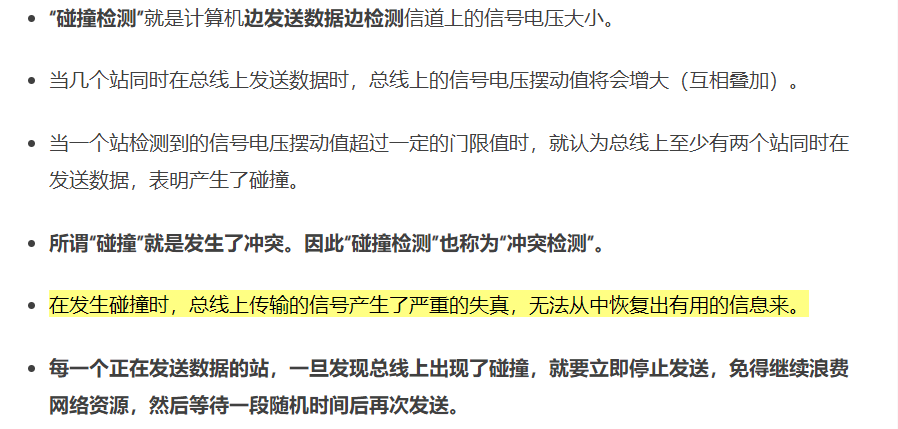 • “碰撞检测”就是计算机边发送数据边检测信道上的信号电压大小。
• 当几个站同时在总线上发送数据时，总线上的信号电压摆动值将会增大（互相叠加）。
• 当一个站检测到的信号电压摆动值超过一定的门限值时，就认为总线上至少有两个站同时在
发送数据，表明产生了碰撞。
• 所谓“碰撞”就是发生了冲突。因此“碰撞检测”也称为“冲突检测”。
• 在发生碰撞时，总线上传输的信号产生了严重的失真，无法从中恢复出有用的信息来。
• 每一个正在发送数据的站，一旦发现总线上出现了碰撞，就要立即停止发送，免得继续浪费
网络资源，然后等待一段随机时间后再次发送。